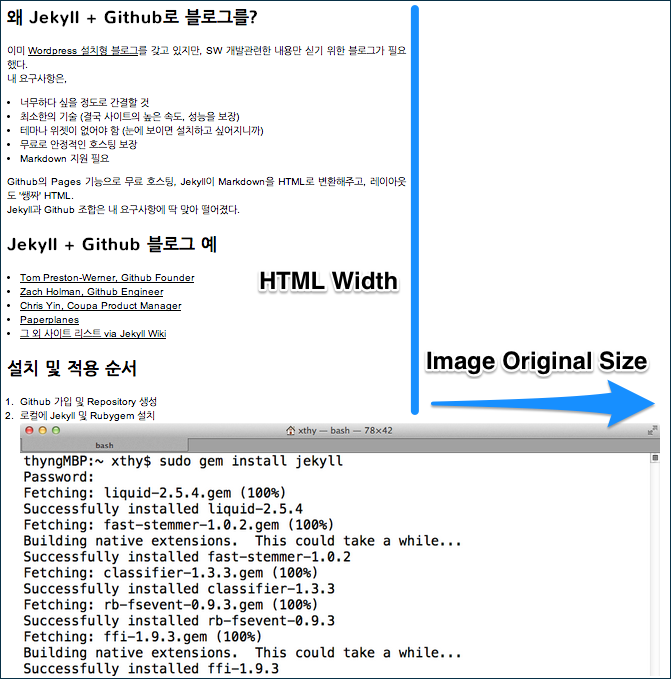 왜 Jekyll + Github로 블로그를?
이미 Wordpress 설치형 블로그를 갖고 있지만, SW 개발관련한 내용만 싣기 위한 블로그가 필요
했다.
내 요구사항은,
• 너무하다 싶을 정도로 간결할 것
• 최소한의 기술 (결국 사이트의 높은 속도, 성능을 보장)
• 테마나 위젯이 없어야 함 (눈에 보이면 설치하고 싶어지니까)
• 무료로 안정적인 호스팅 보장
• Markdown 지원 필요
Github의 Pages 기능으로 무료 호스팅, Jekyll이 Markdown을 HTML로 변환해주고, 레이아웃
도 '쌩짜' HTML.
Jekyll과 Github 조합은 내 요구사항에 딱 맞아 떨어졌다.
Jekyll + Github 블로그 예
• Tom Preston-Werner, Github Founder
• Zach Holman, Github Engineer
• Chris Yin, Coupa Product Manager
• Paperplanes
• 그 외 사이트 리스트 via Jekyll Wiki
HTML Width
Image Original Size
설치 및 적용 순서
1. Github 가입 및 Repository 생성
2. 로컬에 Jekyll 및 Rubygem 설치
xthy — bash — 78×42
bash
thyngMBP:~ xthy$ sudo gem install jekyll
Password:
Fetching: liquid-2.5.4.gem (100%)
Successfully installed liquid-2.5.4
Fetching: fast-stemmer-1.0.2.gem (100%)
Building native extensions.  This could take a while...
Successfully installed fast-stemmer-1.0.2
Fetching: classifier-1.3.3.gem (100%)
Successfully installed classifier-1.3.3
Fetching: rb-fsevent-0.9.3.gem (100%)
Successfully installed rb-fsevent-0.9.3
Fetching: ffi-1.9.3.gem (100%)
Building native extensions.  This could take a while...
Successfully installed ffi-1.9.3